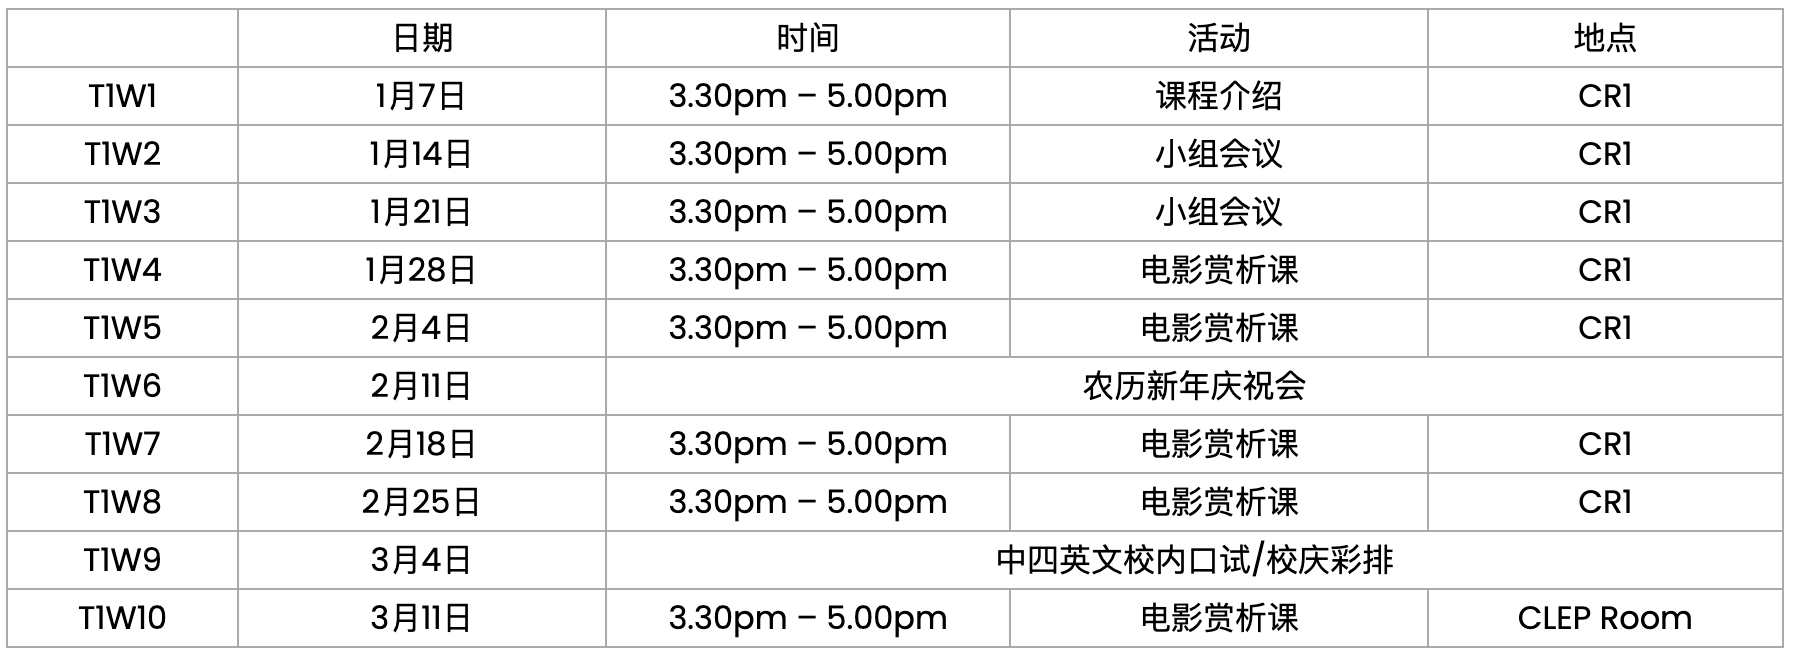 日期 时间 活动 地点
T1W1 1月7日 3.30pm – 5.00pm 课程介绍 CR1
T1W2 1月14日 3.30pm – 5.00pm 小组会议 CR1
T1W3 1月21日 3.30pm – 5.00pm 小组会议 CR1
T1W4 1月28日 3.30pm – 5.00pm 电影赏析课 CR1
T1W5 2月4日 3.30pm – 5.00pm 电影赏析课 CR1
T1W6 2月11日 农历新年庆祝会
T1W7 2月18日 3.30pm – 5.00pm 电影赏析课 CR1
T1W8 2月25日 3.30pm – 5.00pm 电影赏析课 CR1
T1W9 3月4日 中四英文校内口试/校庆彩排
T1W10 3月11日 3.30pm – 5.00pm 电影赏析课 CLEP Room